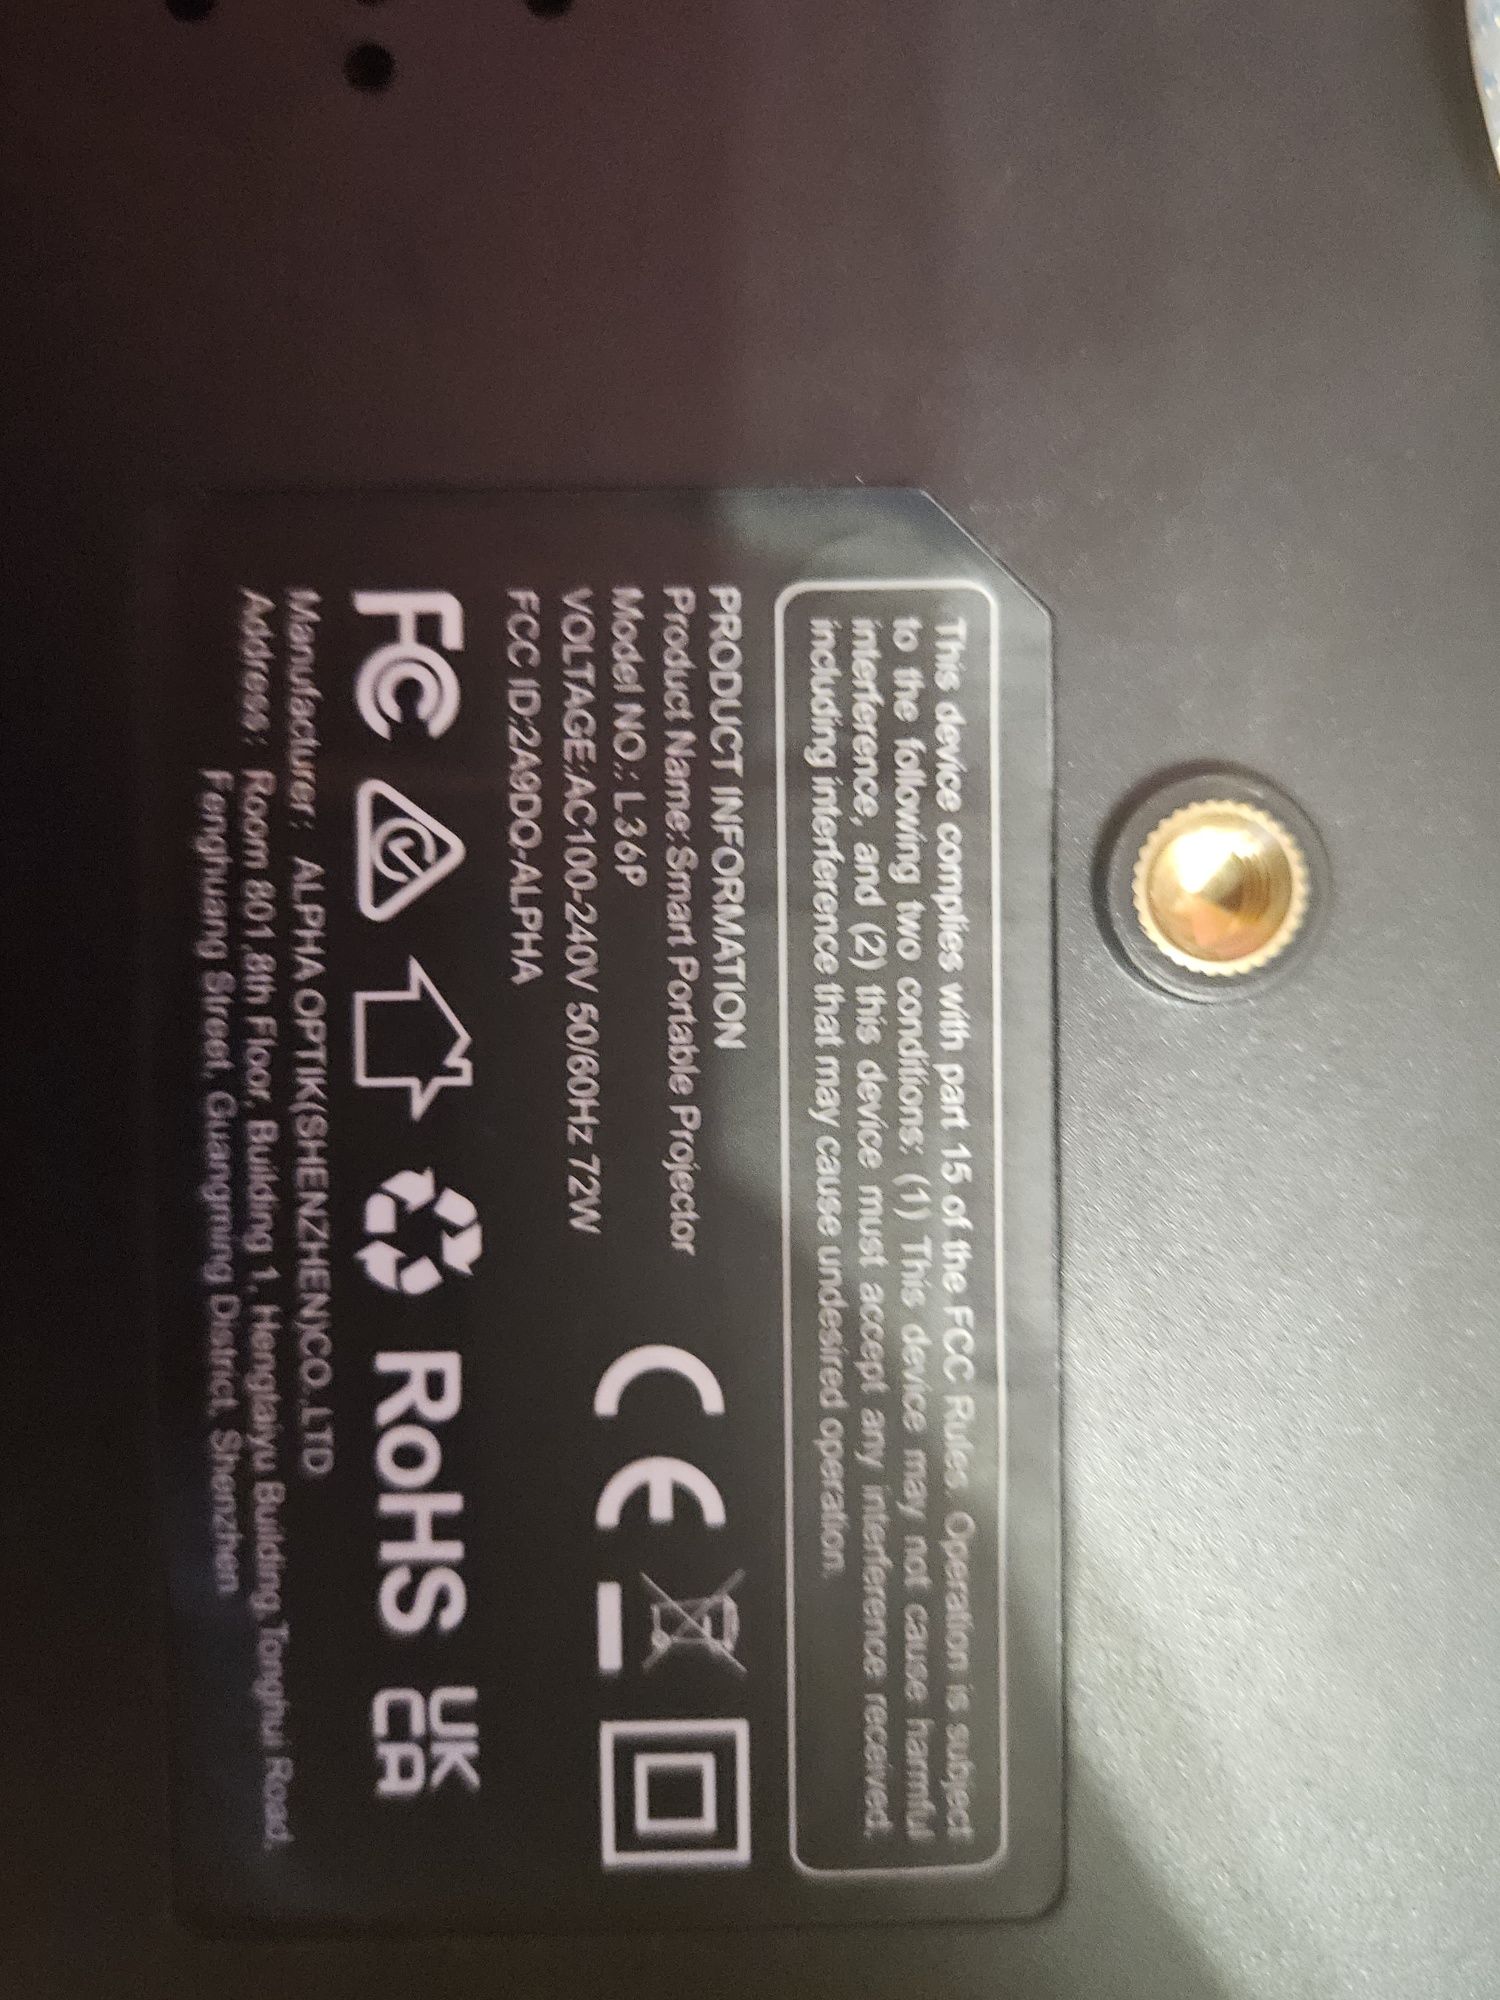 This device complies with part 15 of the FCC Rules. Operation is subject
to the following two conditions: (1) This device may not cause harmful
interference, and (2) this device must accept any interference received,
including interference that may cause undesired operation.
PRODUCT INFORMATION
Product Name:Smart Portable Projector
Model NO.: L36P
VOLTAGE:AC100-240V 50/60Hz 72W
FCC ID:2A9DO-ALPHA
CE
FC
RoHS
UK
CA
Manufacturer: ALPHA OPTIK(SHENZHEN)CO.,LTD
Address: Room 801,8th Floor, Building 1, Henglaiyu Building,Tonghui Road,
Fenghuang Street, Guangming District, Shenzhen